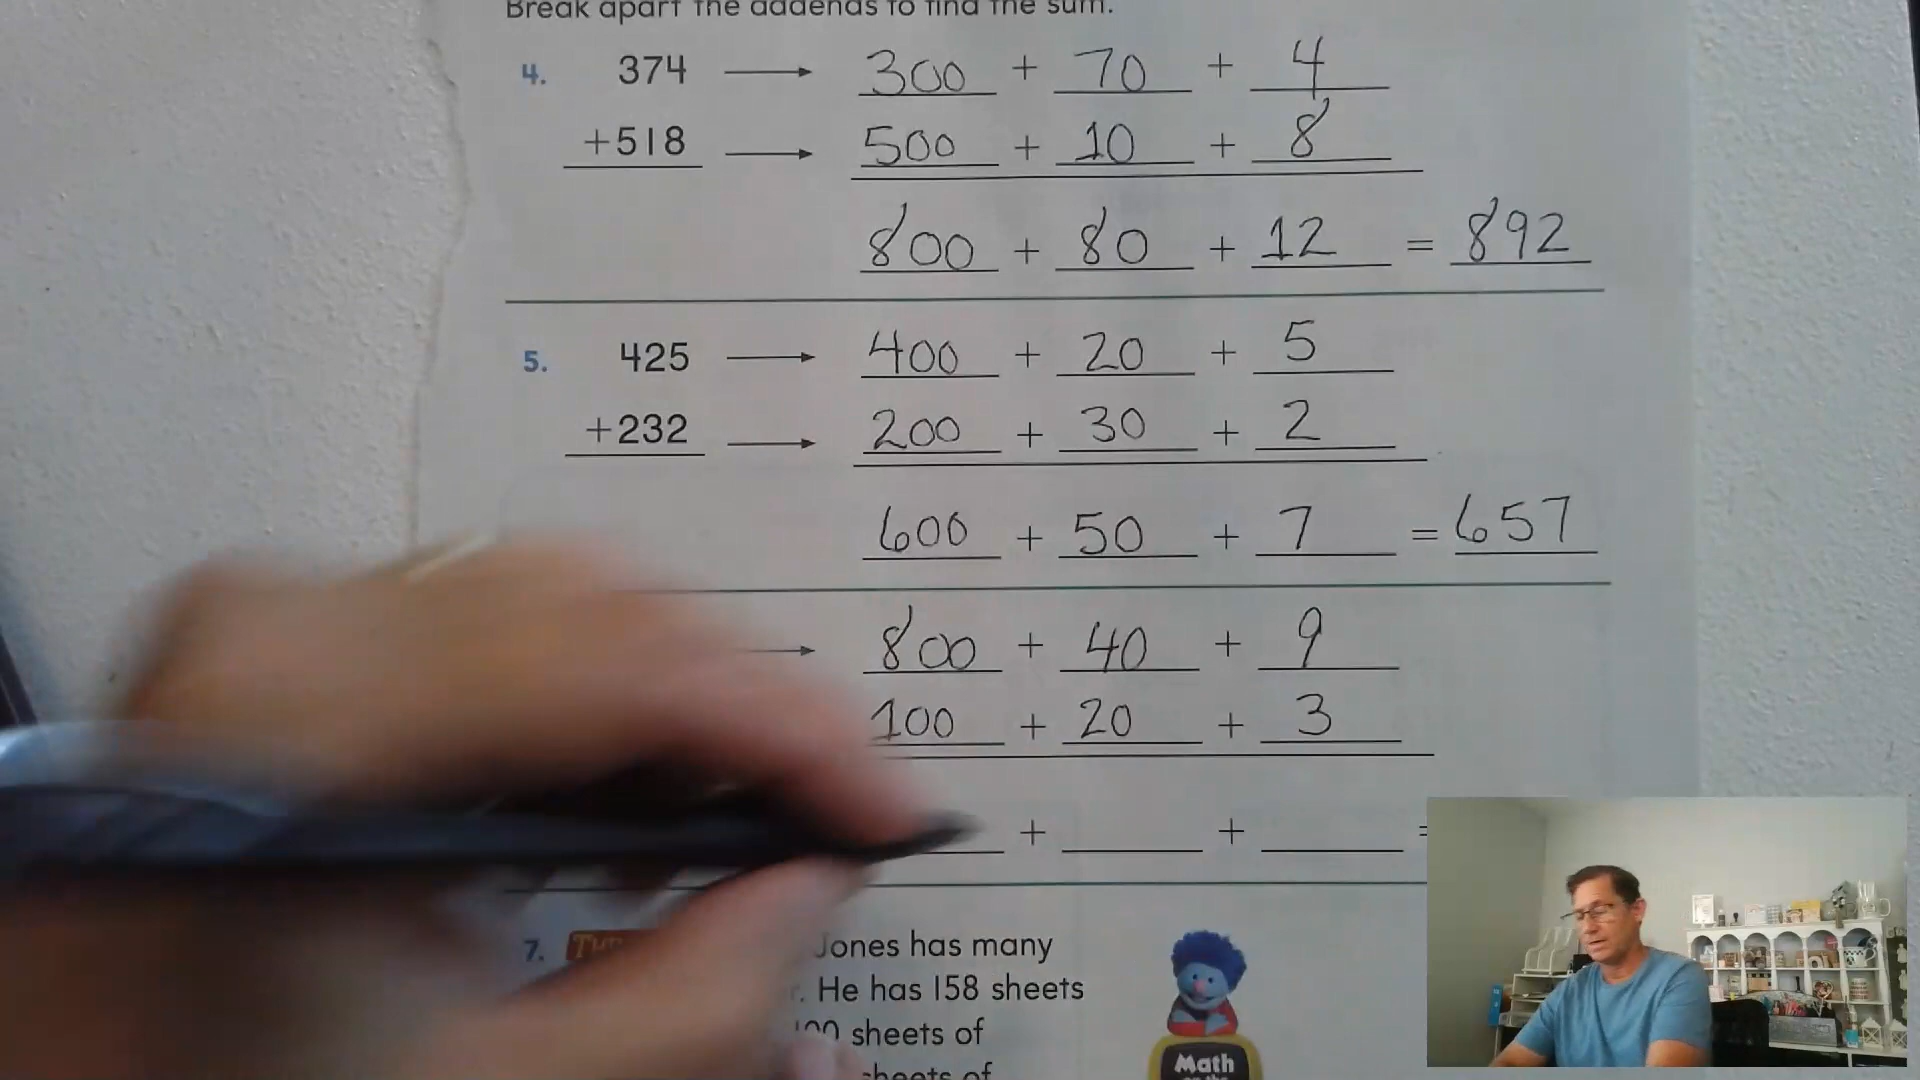 Break apart the addends to find the sum.
4. 374 → 300 + 70 + 4
+518 → 500 + 10 + 8
800 + 80 + 12 = 892
5. 425 → 400 + 20 + 5
+232 → 200 + 30 + 2
600 + 50 + 7 = 657
→ 800 + 40 + 9
100 + 20 + 3
+ + =
7. Jones has many
He has 158 sheets
sheets of
sheets of
Math